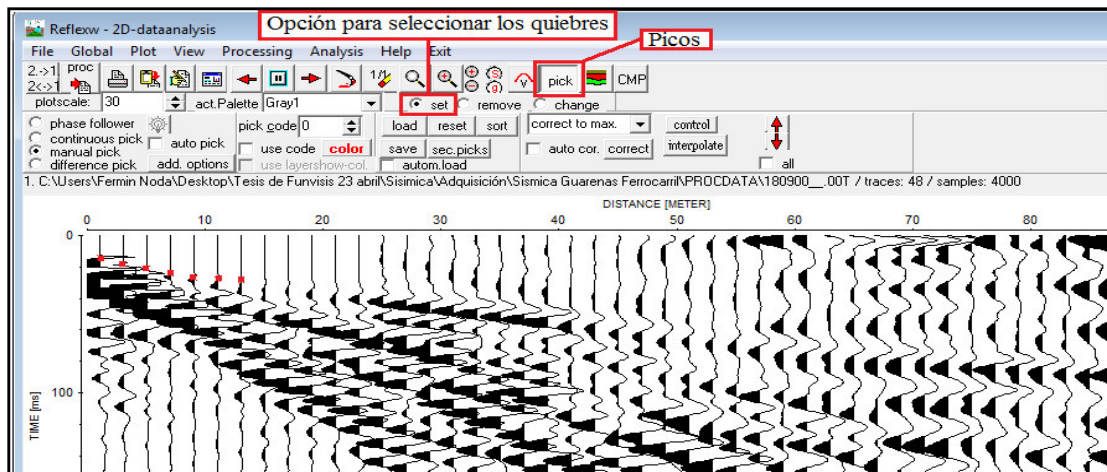 Opción para seleccionar los quiebres
Picos
Reflexw - 2D-dataanalysis
File Global Plot View Processing Analysis Help Exit
2.->1 proc 1/² pick CMP
2<->1
plotscale: 30 act.Palette Gray1 set remove change
phase follower pick code 0 load reset sort correct to max. control
continuous pick auto pick use code color save sec.picks auto cor. correct interpolate
manual pick
difference pick add. options use layershow-col. autom.load all
1. C:\Users\Fermin Noda\Desktop\Tesis de Funvisis 23 abril\Sisimica\Adquisición\Sismica Guarenas Ferrocarril\PROCDATA\180900__.00T / traces: 48 / samples: 4000
DISTANCE [METER]
0 10 20 30 40 50 60 70 80
0
100
TIME [ms]